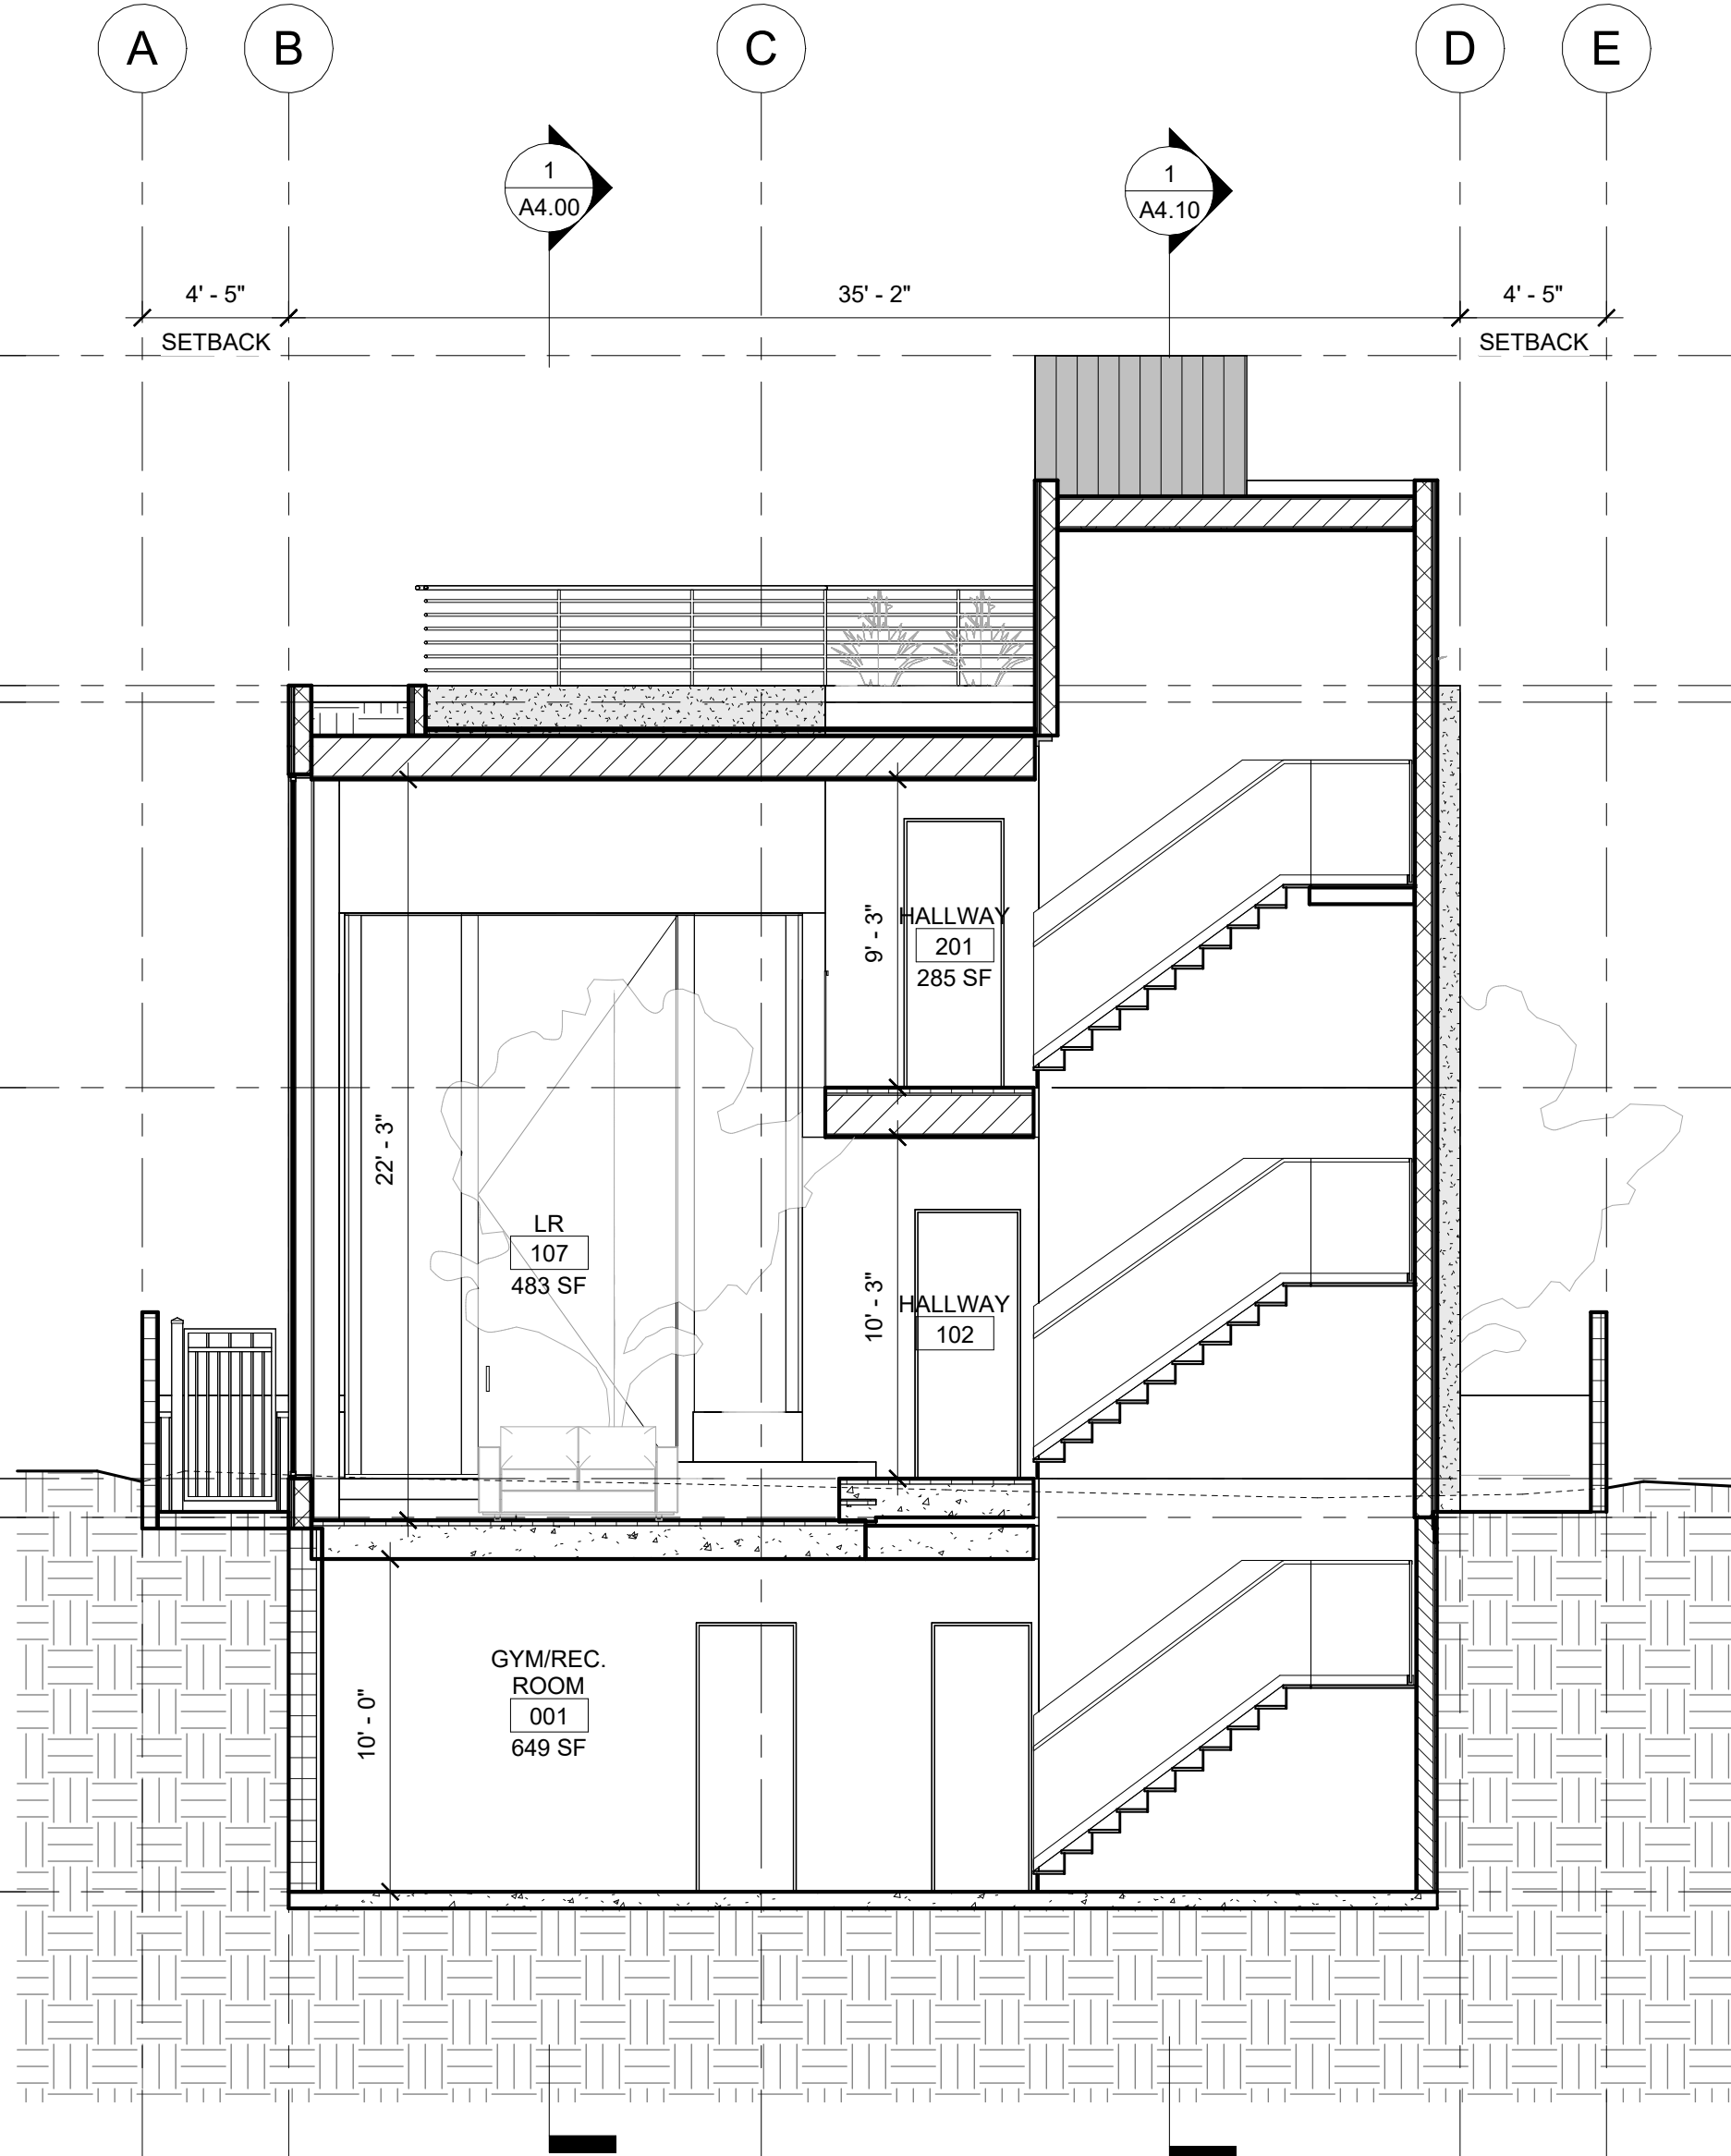 A B C D E
1
A4.00
1
A4.10
4' - 5" 35' - 2" 4' - 5"
SETBACK SETBACK
9' - 3"
HALLWAY
201
285 SF
22' - 3"
LR
107
483 SF
10' - 3"
HALLWAY
102
GYM/REC.
ROOM
001
649 SF
10' - 0"